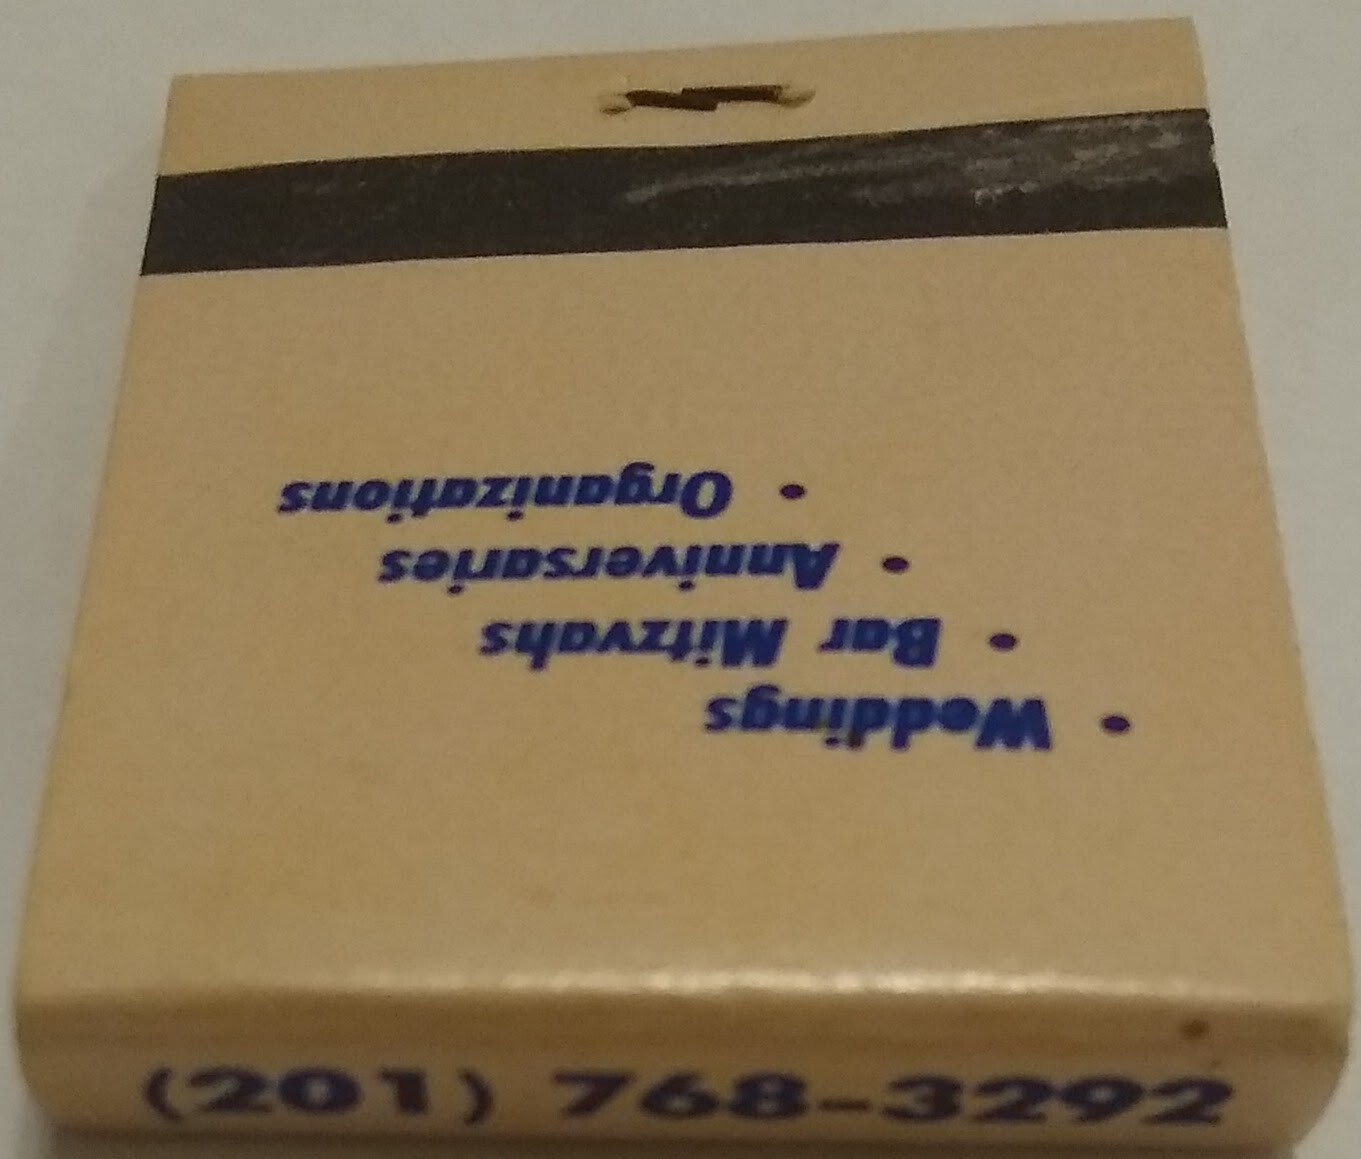 • Weddings
• Bar Mitzvahs
• Anniversaries
• Organizations
(201) 768-3292